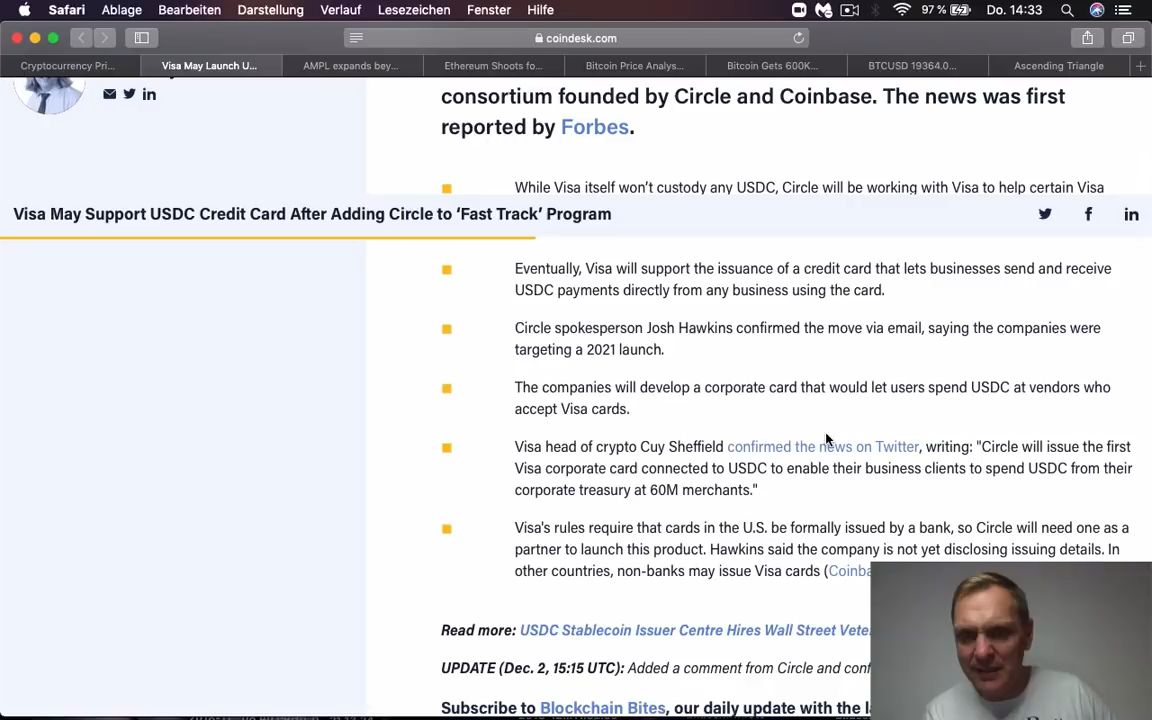 Safari Ablage Bearbeiten Darstellung Verlauf Lesezeichen Fenster Hilfe 97 % Do. 14:33
coindesk.com
Cryptocurrency Pri... Visa May Launch U... AMPL expands bey... Ethereum Shoots fo... Bitcoin Price Analys... Bitcoin Gets 600K... BTCUSD 19364.0... Ascending Triangle
consortium founded by Circle and Coinbase. The news was first
reported by Forbes.
While Visa itself won't custody any USDC, Circle will be working with Visa to help certain Visa
Visa May Support USDC Credit Card After Adding Circle to 'Fast Track' Program
Eventually, Visa will support the issuance of a credit card that lets businesses send and receive
USDC payments directly from any business using the card.
Circle spokesperson Josh Hawkins confirmed the move via email, saying the companies were
targeting a 2021 launch.
The companies will develop a corporate card that would let users spend USDC at vendors who
accept Visa cards.
Visa head of crypto Cuy Sheffield confirmed the news on Twitter, writing: "Circle will issue the first
Visa corporate card connected to USDC to enable their business clients to spend USDC from their
corporate treasury at 60M merchants."
Visa's rules require that cards in the U.S. be formally issued by a bank, so Circle will need one as a
partner to launch this product. Hawkins said the company is not yet disclosing issuing details. In
other countries, non-banks may issue Visa cards (Coinba
Read more: USDC Stablecoin Issuer Centre Hires Wall Street Vete
UPDATE (Dec. 2, 15:15 UTC): Added a comment from Circle and conf
Subscribe to Blockchain Bites, our daily update with the la